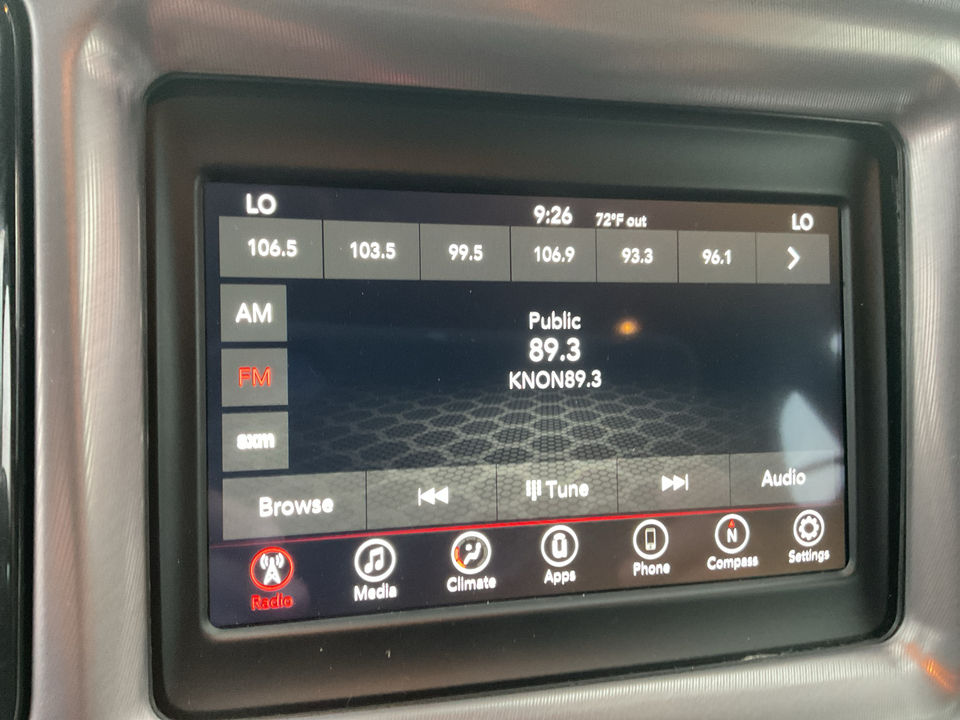 LO 9:26 72°F out LO
106.5 103.5 99.5 106.9 93.3 96.1
AM
Public
89.3
FM
KNON89.3
sxm
Browse Tune Audio
Radio Media Climate Apps Phone N Compass Settings